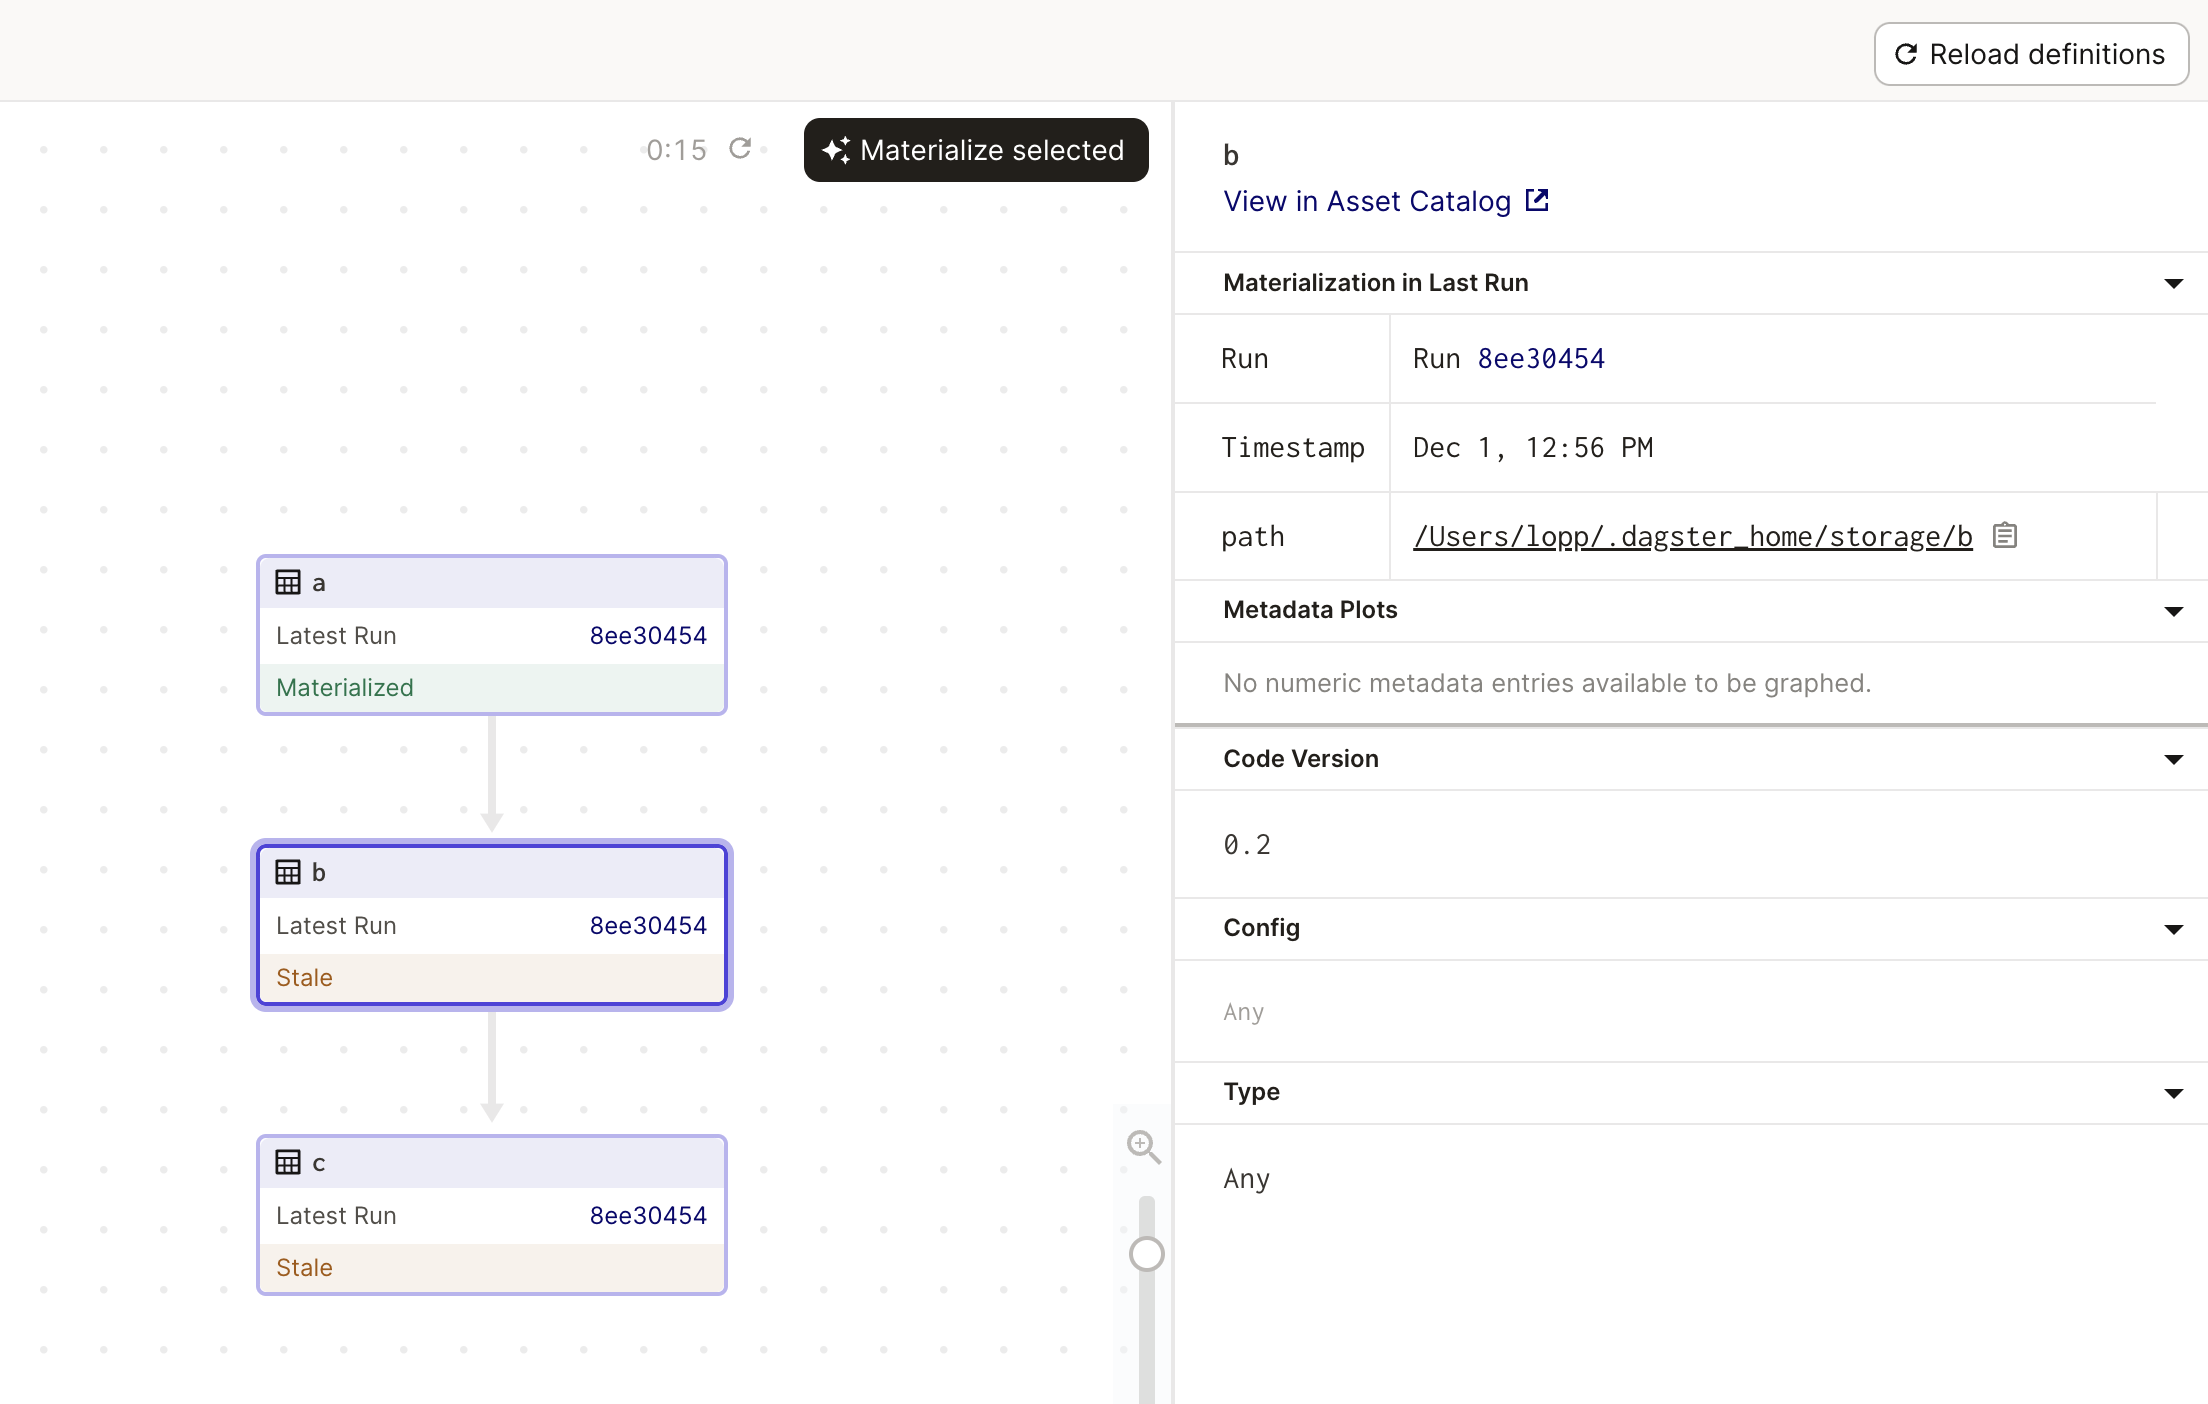 Reload definitions
0:15
Materialize selected
a
Latest Run 8ee30454
Materialized
b
Latest Run 8ee30454
Stale
c
Latest Run 8ee30454
Stale
b
View in Asset Catalog
Materialization in Last Run
Run Run 8ee30454
Timestamp Dec 1, 12:56 PM
path /Users/lopp/.dagster_home/storage/b
Metadata Plots
No numeric metadata entries available to be graphed.
Code Version
0.2
Config
Any
Type
Any